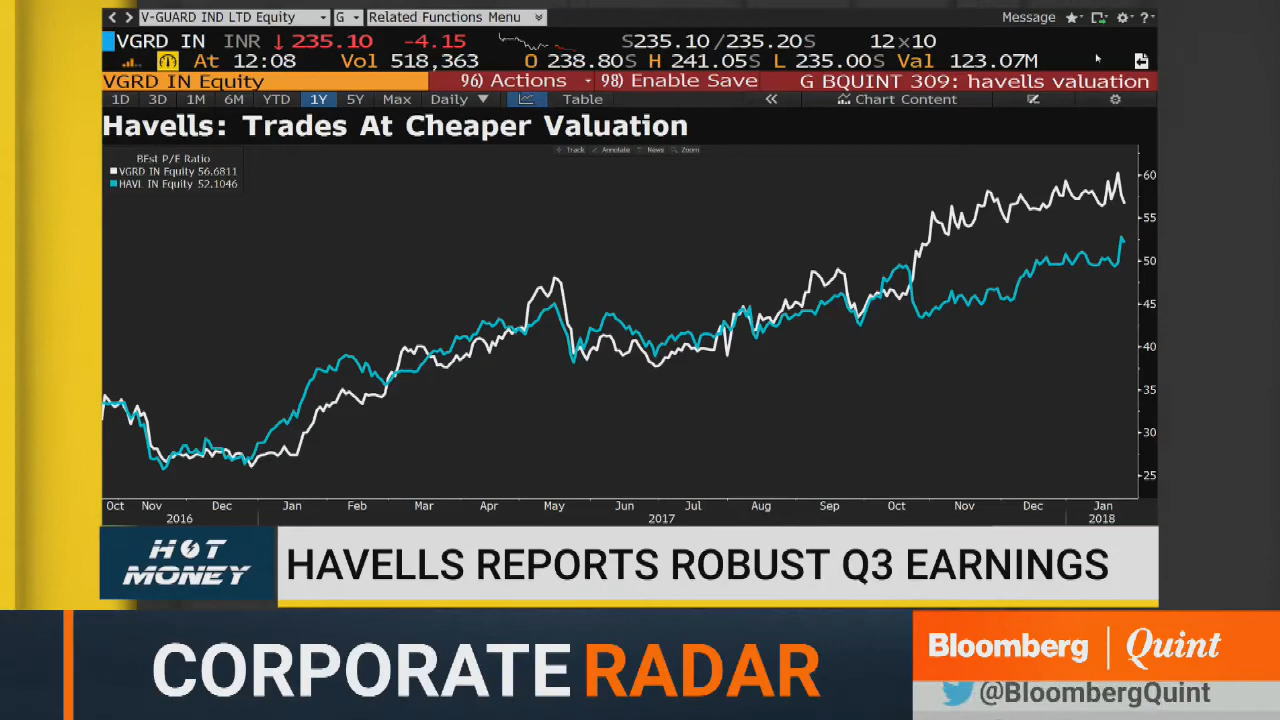 V-GUARD IND LTD Equity G Related Functions Menu Message ?
VGRD IN INR ↓ 235.10 -4.15 S235.10/235.20S 12×10
At 12:08 Vol 518,363 O 238.80S H 241.05S L 235.00S Val 123.07M
VGRD IN Equity 96) Actions 98) Enable Save G BQUINT 309: havells valuation
1D 3D 1M 6M YTD 1Y 5Y Max Daily Table Chart Content
Havells: Trades At Cheaper Valuation
Track Annotate News Zoom
BEst P/E Ratio
VGRD IN Equity 56.6811
HAVL IN Equity 52.1046
60
55
50
45
40
35
30
25
Oct Nov Dec Jan Feb Mar Apr May Jun Jul Aug Sep Oct Nov Dec Jan
2016 2017 2018
HOT
MONEY
HAVELLS REPORTS ROBUST Q3 EARNINGS
CORPORATE RADAR
Bloomberg | Quint
@BloombergQuint